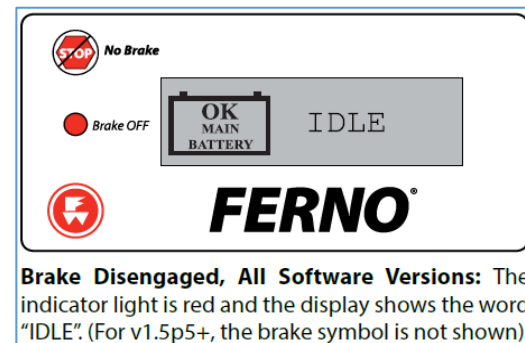 STOP No Brake
Brake OFF
OK
MAIN
BATTERY
IDLE
FERNO®
Brake Disengaged, All Software Versions: The
indicator light is red and the display shows the word
"IDLE". (For v1.5p5+, the brake symbol is not shown)